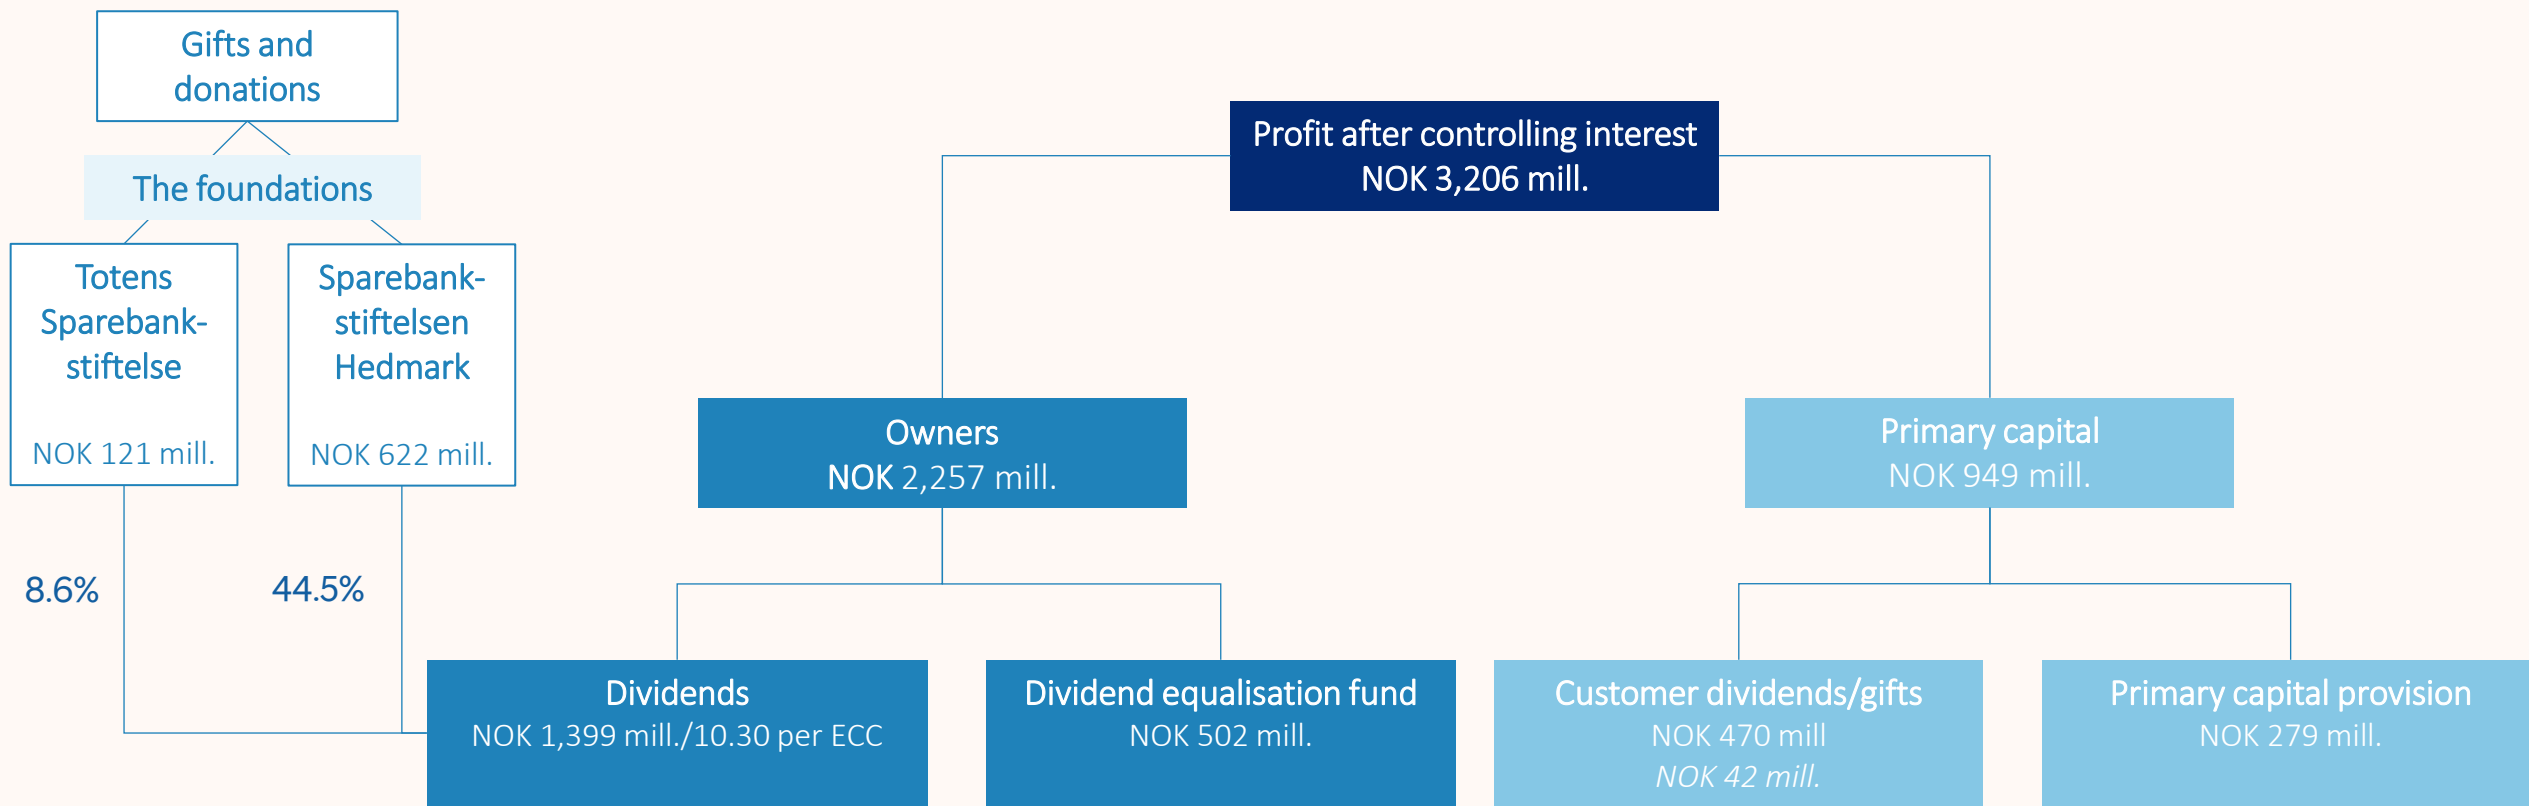 Gifts and
donations
The foundations
Totens
Sparebank-
stiftelse
NOK 121 mill.
Sparebank-
stiftelsen
Hedmark
NOK 622 mill.
8.6%
44.5%
Profit after controlling interest
NOK 3,206 mill.
Owners
NOK 2,257 mill.
Primary capital
NOK 949 mill.
Dividends
NOK 1,399 mill./10.30 per ECC
Dividend equalisation fund
NOK 502 mill.
Customer dividends/gifts
NOK 470 mill
NOK 42 mill.
Primary capital provision
NOK 279 mill.